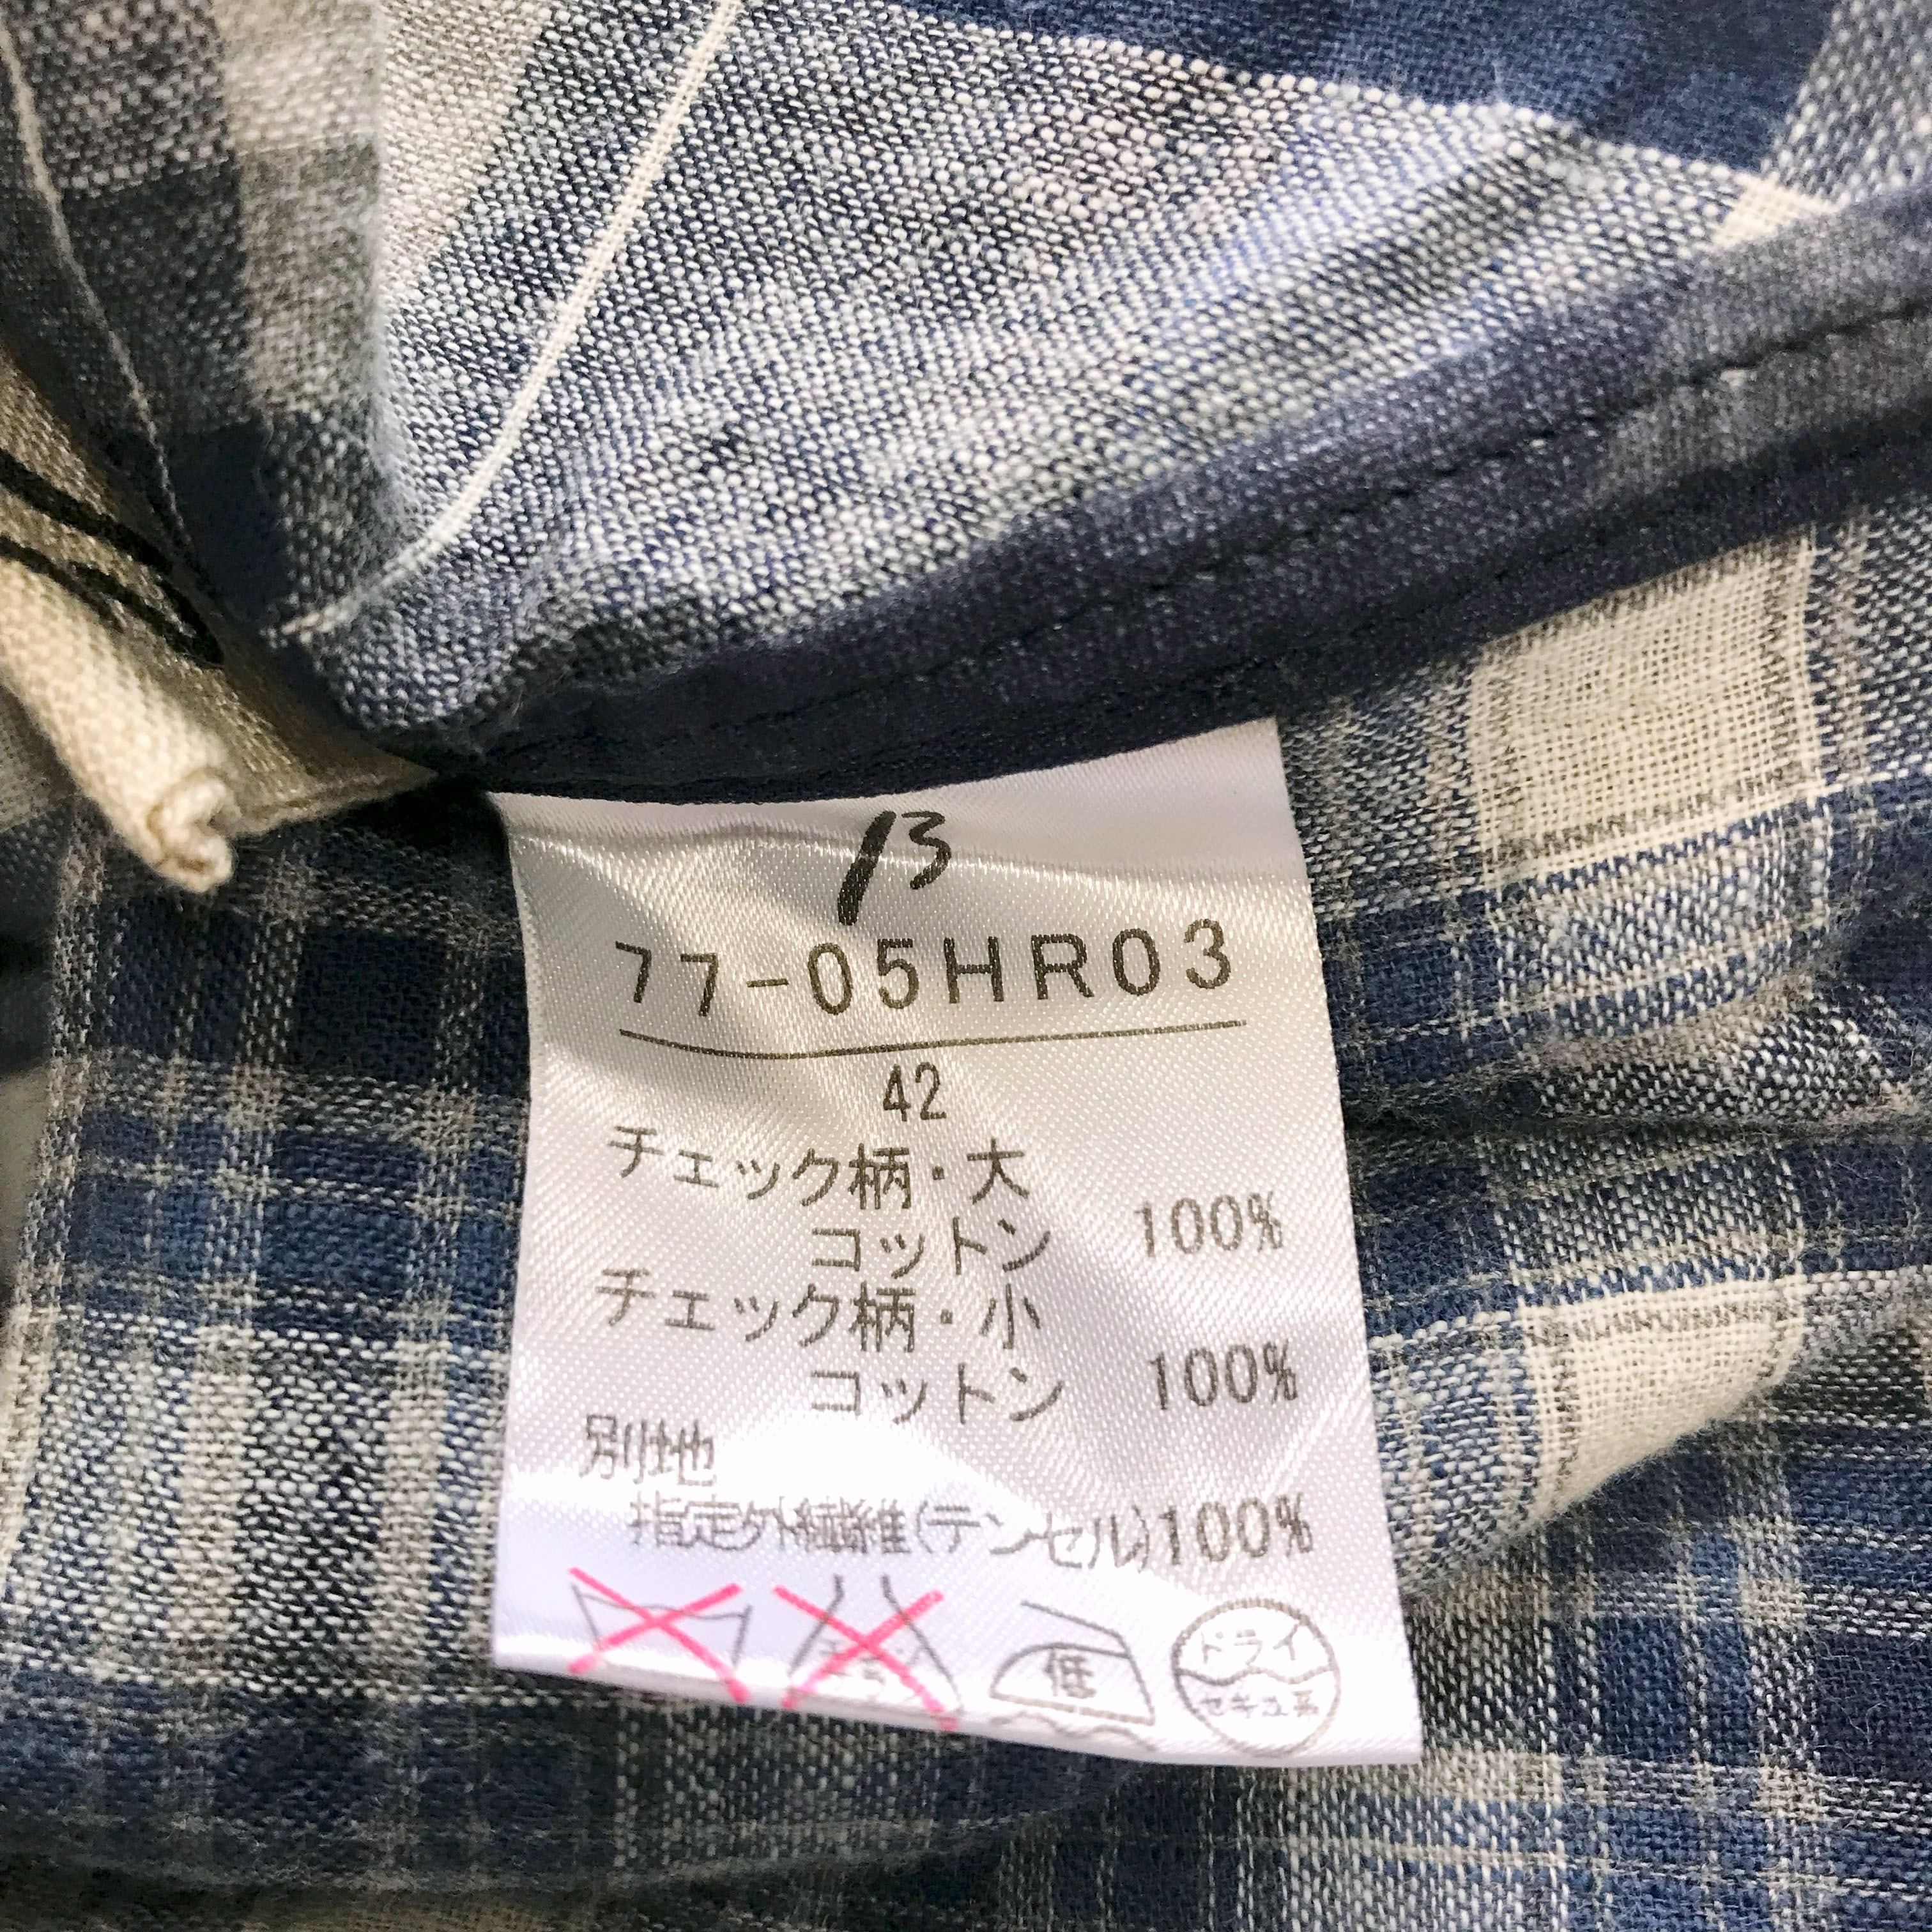 13
77-05HR03
42
チェック柄・大
コットン 100%
チェック柄・小
コットン 100%
別地
指定外繊維(テンセル)100%
低
ドライ
セキユ系